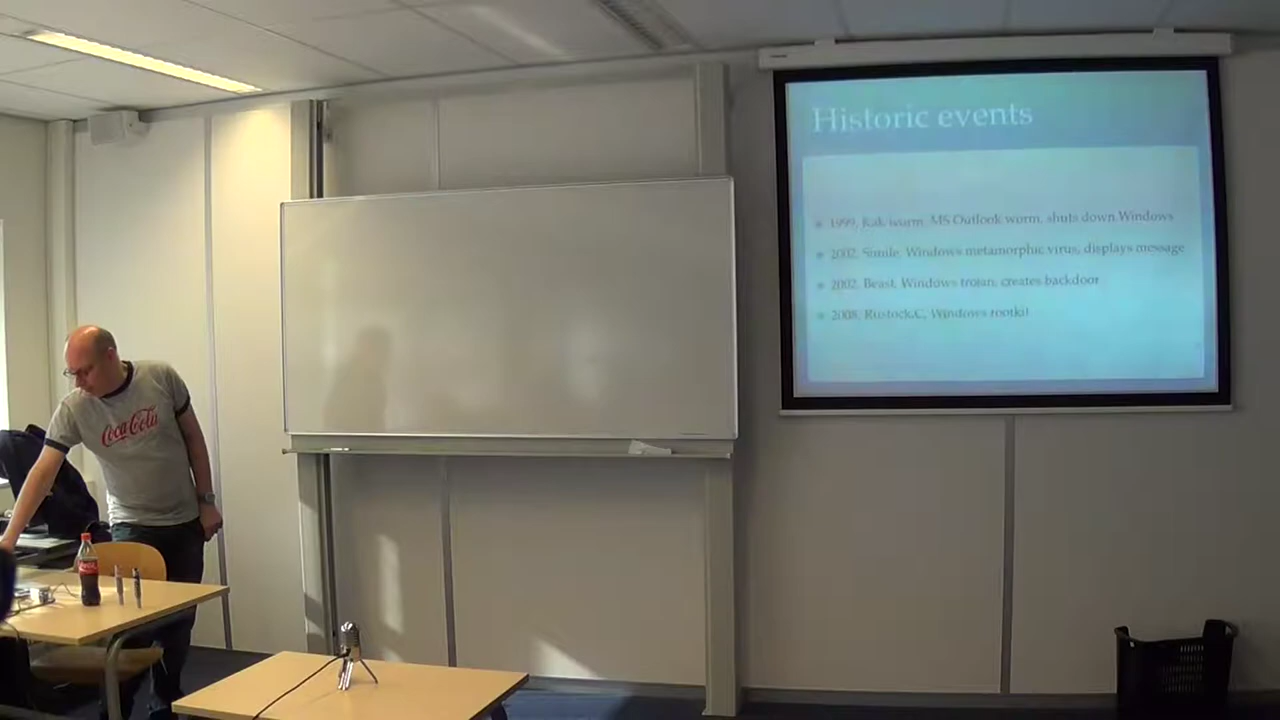 Historic events
1999, Kak worm, MS Outlook worm, shuts down Windows
2002, Simile, Windows metamorphic virus, displays message
2002, Beast, Windows trojan, creates backdoor
2008, Rustock.C, Windows rootkit
Coca-Cola